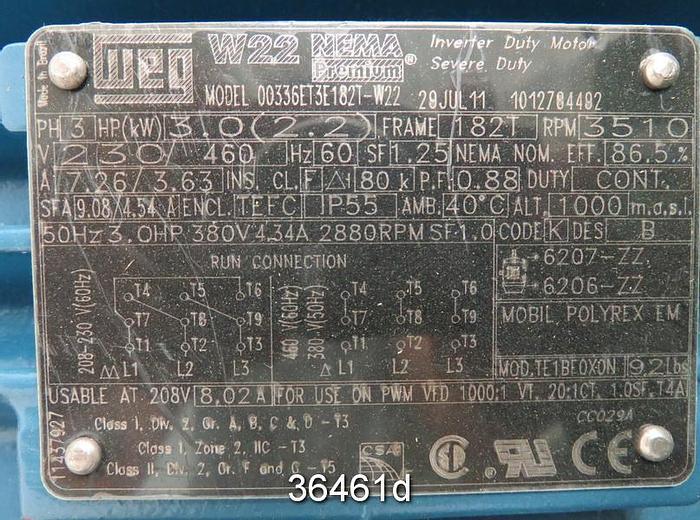 Made in Brazil
WEG W22 NEMA Premium® Inverter Duty Motor
Severe Duty
MODEL 00336ET3E182T-W22 29JUL11 1012784482
PH 3 HP(kW) 3.0(2.2) FRAME 182T RPM 3510
V 230/460 Hz 60 SF 1.25 NEMA NOM. EFF. 86.5.%
A 7.26/3.63 INS. CL. F △t 80 k P.F. 0.88 DUTY CONT.
SFA 9.08/4.54 A ENCL. TEFC IP55 AMB. 40°C ALT. 1000 m.a.s.l
50Hz 3.0HP 380V 4.34A 2880RPM SF1.0 CODE K DES B
RUN CONNECTION
→6207-ZZ
→6206-ZZ
MOBIL POLYREX EM
208-230 V(60Hz)
T4 T5 T6
T7 T8 T9
T1 T2 T3
△△ L1 L2 L3
460 V(60Hz)
380 V(50Hz)
T4 T5 T6
T7 T8 T9
T1 T2 T3
△ L1 L2 L3
MOD.TE1BF0X0N 92 lbs
USABLE AT 208V 8.02 A FOR USE ON PWM VFD 1000:1 VT, 20:1CT, 1.0SF, T4A
CC029A
Class I, Div. 2, Gr. A, B, C & D - T3
Class I, Zone 2, IIC - T3
Class II, Div. 2, Gr. F and G - T5
11437927
CSA
UL US
CE
36461d